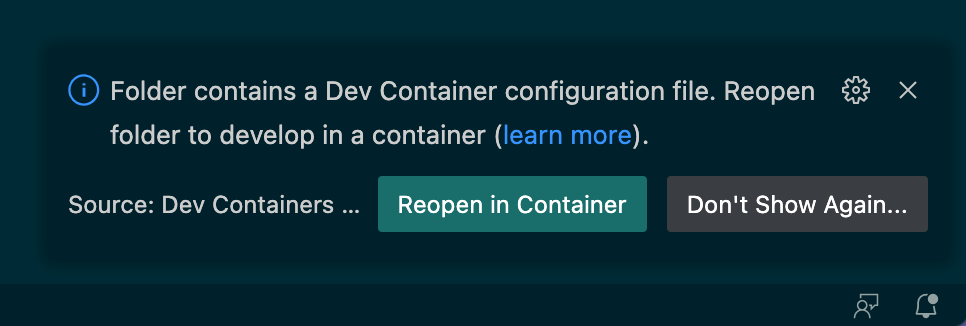 Folder contains a Dev Container configuration file. Reopen
folder to develop in a container (learn more).
Source: Dev Containers ...
Reopen in Container
Don't Show Again...